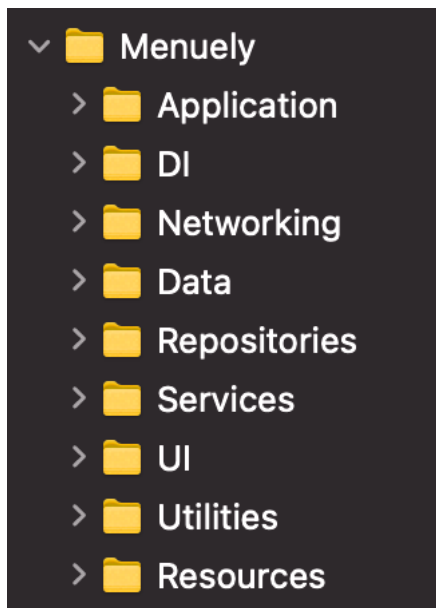 Menuely
Application
DI
Networking
Data
Repositories
Services
UI
Utilities
Resources